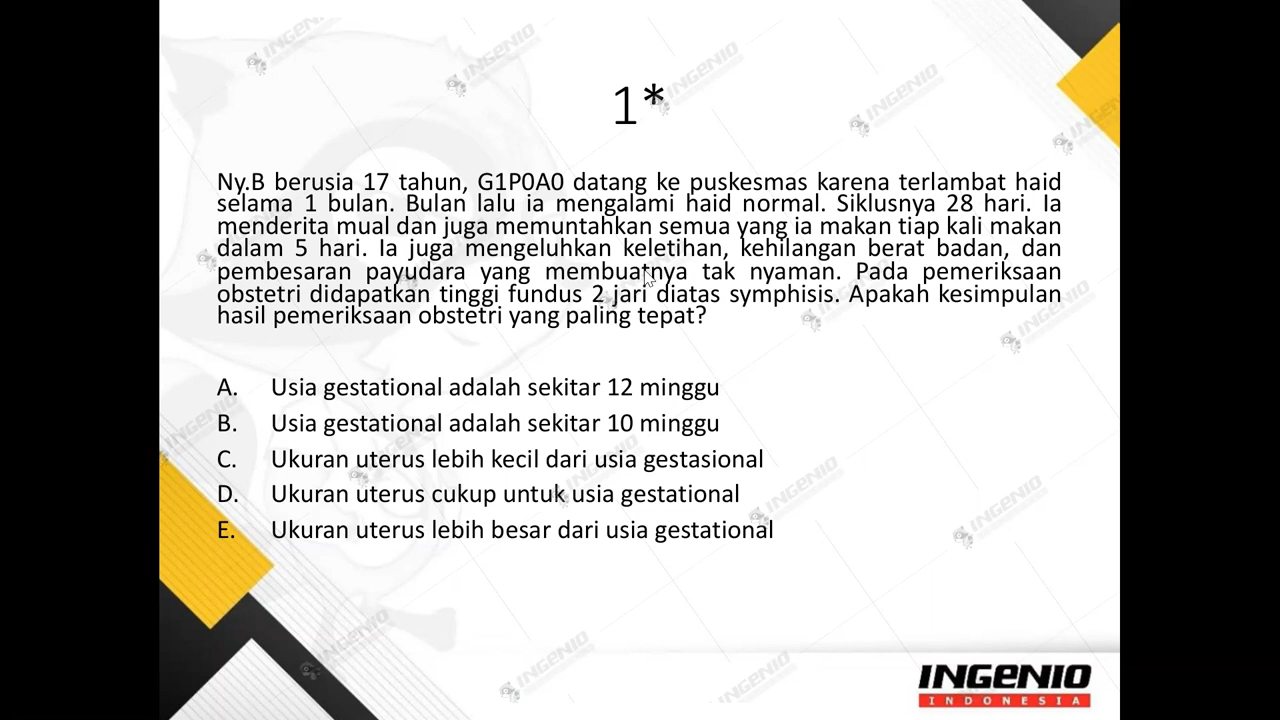 1*
Ny.B berusia 17 tahun, G1P0A0 datang ke puskesmas karena terlambat haid
selama 1 bulan. Bulan lalu ia mengalami haid normal. Siklusnya 28 hari. Ia
menderita mual dan juga memuntahkan semua yang ia makan tiap kali makan
dalam 5 hari. Ia juga mengeluhkan keletihan, kehilangan berat badan, dan
pembesaran payudara yang membuatnya tak nyaman. Pada pemeriksaan
obstetri didapatkan tinggi fundus 2 jari diatas symphisis. Apakah kesimpulan
hasil pemeriksaan obstetri yang paling tepat?
A. Usia gestational adalah sekitar 12 minggu
B. Usia gestational adalah sekitar 10 minggu
C. Ukuran uterus lebih kecil dari usia gestasional
D. Ukuran uterus cukup untuk usia gestational
E. Ukuran uterus lebih besar dari usia gestational
INGENIO
INDONESIA